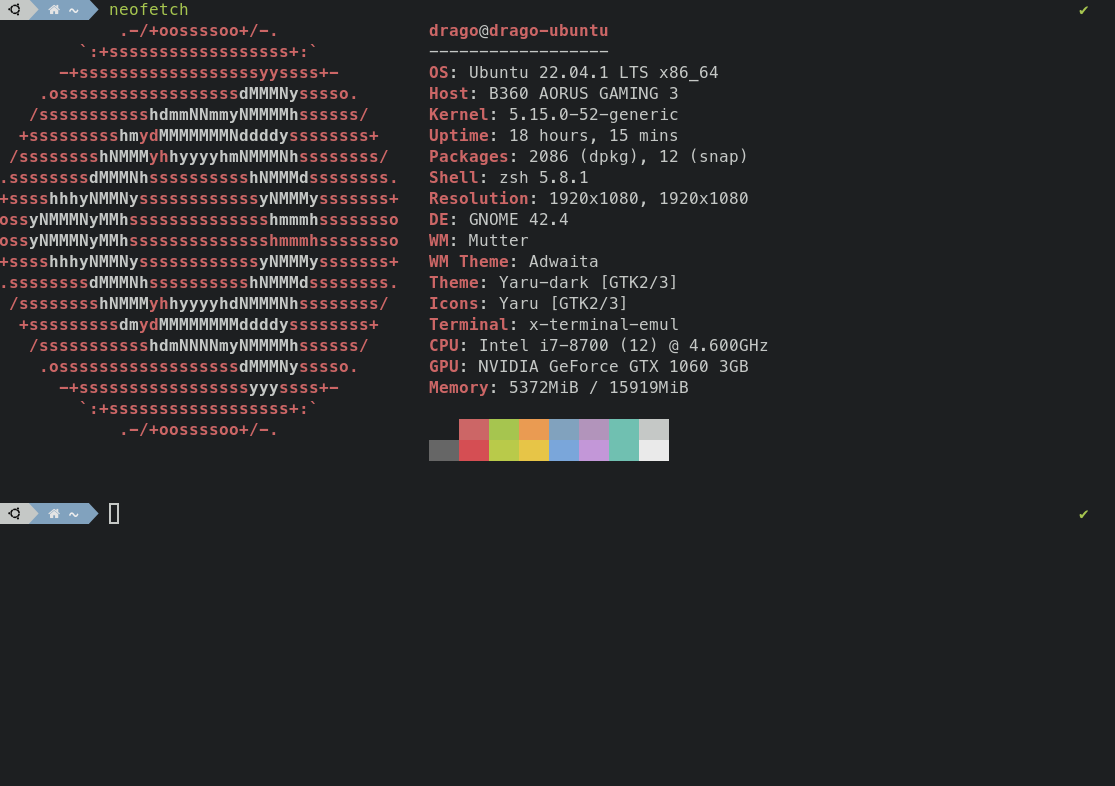 neofetch ✔
.-/+oossssoo+/-. drago@drago-ubuntu
`:+ssssssssssssssssss+:` ------------------
-+ssssssssssssssssssyyssss+- OS: Ubuntu 22.04.1 LTS x86_64
.ossssssssssssssssssdMMMNysssso. Host: B360 AORUS GAMING 3
/ssssssssssshdmmNNmmyNMMMMhssssss/ Kernel: 5.15.0-52-generic
+ssssssssshmydMMMMMMMNddddyssssssss+ Uptime: 18 hours, 15 mins
/sssssssshNMMMyhhyyyyhmNMMMNhssssssss/ Packages: 2086 (dpkg), 12 (snap)
.ssssssssdMMMNhsssssssssshNMMMdssssssss. Shell: zsh 5.8.1
+sssshhhyNMMNyssssssssssssyNMMMysssssss+ Resolution: 1920x1080, 1920x1080
ossyNMMMNyMMhsssssssssssssshmmmhssssssso DE: GNOME 42.4
ossyNMMMNyMMhsssssssssssssshmmmhssssssso WM: Mutter
+sssshhhyNMMNyssssssssssssyNMMMysssssss+ WM Theme: Adwaita
.ssssssssdMMMNhsssssssssshNMMMdssssssss. Theme: Yaru-dark [GTK2/3]
/sssssssshNMMMyhhyyyyhdNMMMNhssssssss/ Icons: Yaru [GTK2/3]
+sssssssssdmydMMMMMMMMddddyssssssss+ Terminal: x-terminal-emul
/ssssssssssshdmNNNNmyNMMMMhssssss/ CPU: Intel i7-8700 (12) @ 4.600GHz
.ossssssssssssssssssdMMMNysssso. GPU: NVIDIA GeForce GTX 1060 3GB
-+sssssssssssssssssyyyssss+- Memory: 5372MiB / 15919MiB
`:+ssssssssssssssssss+:`
.-/+oossssoo+/-.
~ ✔